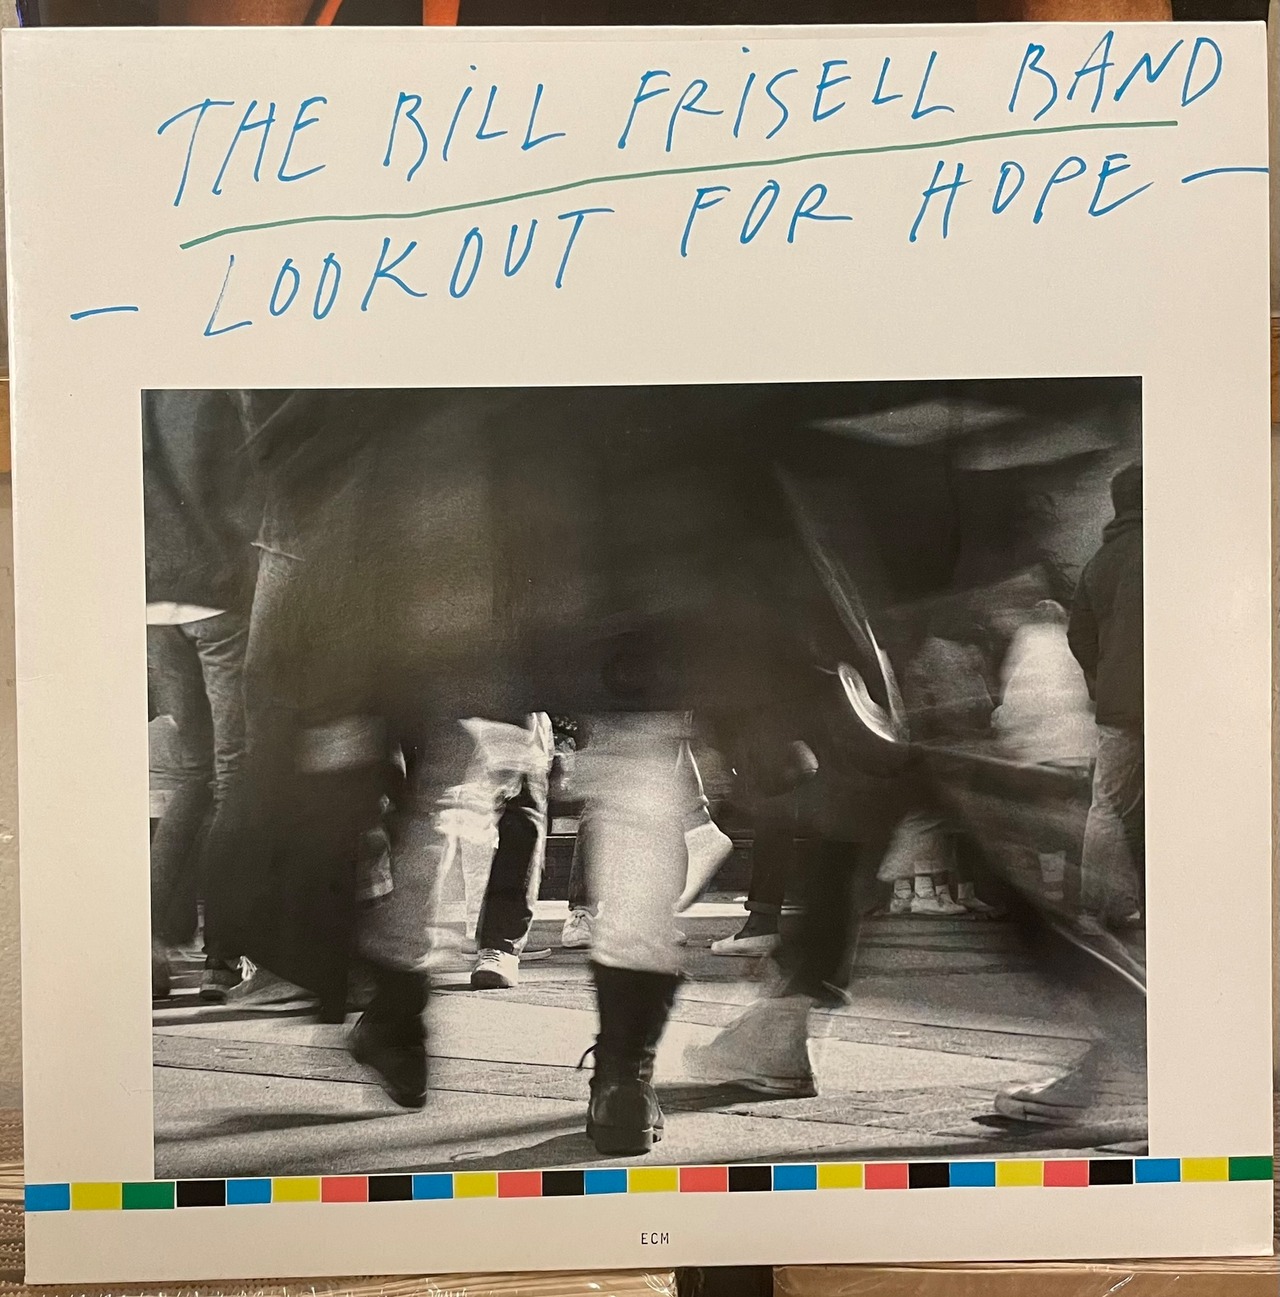 THE BiLL FRiSELL BAND
— LOOKOUT FOR HOPE —
ECM